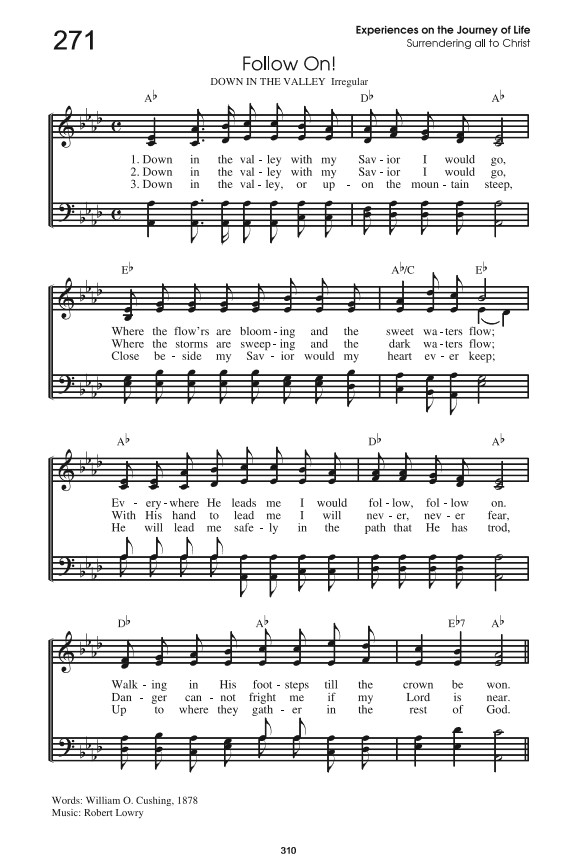 271
Experiences on the Journey of Life
Surrendering all to Christ
Follow On!
DOWN IN THE VALLEY Irregular
A♭ D♭ A♭
1. Down in the val - ley with my Sav - ior I would go,
2. Down in the val - ley with my Sav - ior I would go,
3. Down in the val - ley, or up - on the moun - tain steep,
E♭ A♭/C E♭
Where the flow'rs are bloom - ing and the sweet wa - ters flow;
Where the storms are sweep - ing and the dark wa - ters flow;
Close be - side my Sav - ior would my heart ev - er keep;
A♭ D♭ A♭
Ev - ery-where He leads me I would fol - low, fol - low on.
With His hand to lead me I will nev - er, nev - er fear,
He will lead me safe - ly in the path that He has trod,
D♭ A♭ E♭7 A♭
Walk - ing in His foot - steps till the crown be won.
Dan - ger can - not fright me if my Lord is near.
Up to where they gath - er in the rest of God.
Words: William O. Cushing, 1878
Music: Robert Lowry
310